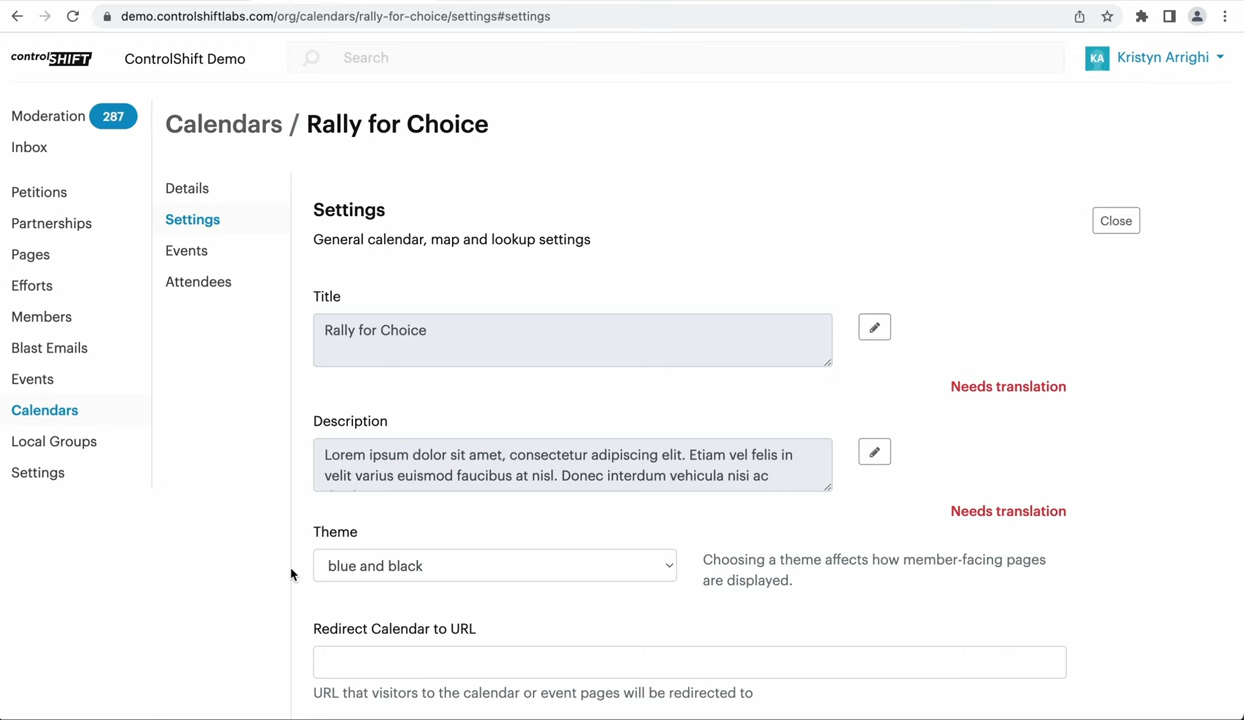 demo.controlshiftlabs.com/org/calendars/rally-for-choice/settings#settings
controlSHIFT
ControlShift Demo
Search
KA
Kristyn Arrighi
Moderation 287
Inbox
Petitions
Partnerships
Pages
Efforts
Members
Blast Emails
Events
Calendars
Local Groups
Settings
Calendars / Rally for Choice
Details
Settings
Events
Attendees
Settings
Close
General calendar, map and lookup settings
Title
Rally for Choice
Needs translation
Description
Lorem ipsum dolor sit amet, consectetur adipiscing elit. Etiam vel felis in
velit varius euismod faucibus at nisl. Donec interdum vehicula nisi ac
Needs translation
Theme
blue and black
Choosing a theme affects how member-facing pages
are displayed.
Redirect Calendar to URL
URL that visitors to the calendar or event pages will be redirected to